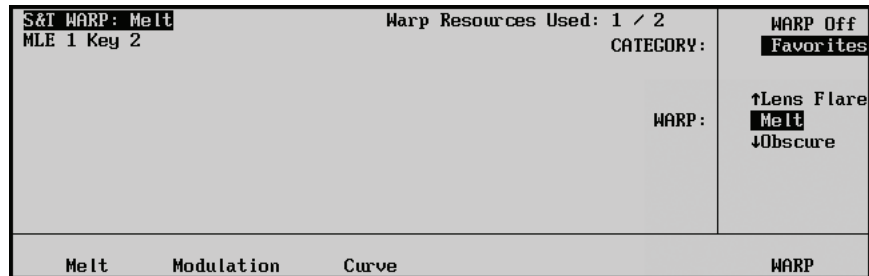 S&T WARP: Melt
Warp Resources Used: 1 / 2
WARP Off
MLE 1 Key 2
CATEGORY:
Favorites
↑Lens Flare
WARP:
Melt
↓Obscure
Melt Modulation Curve WARP